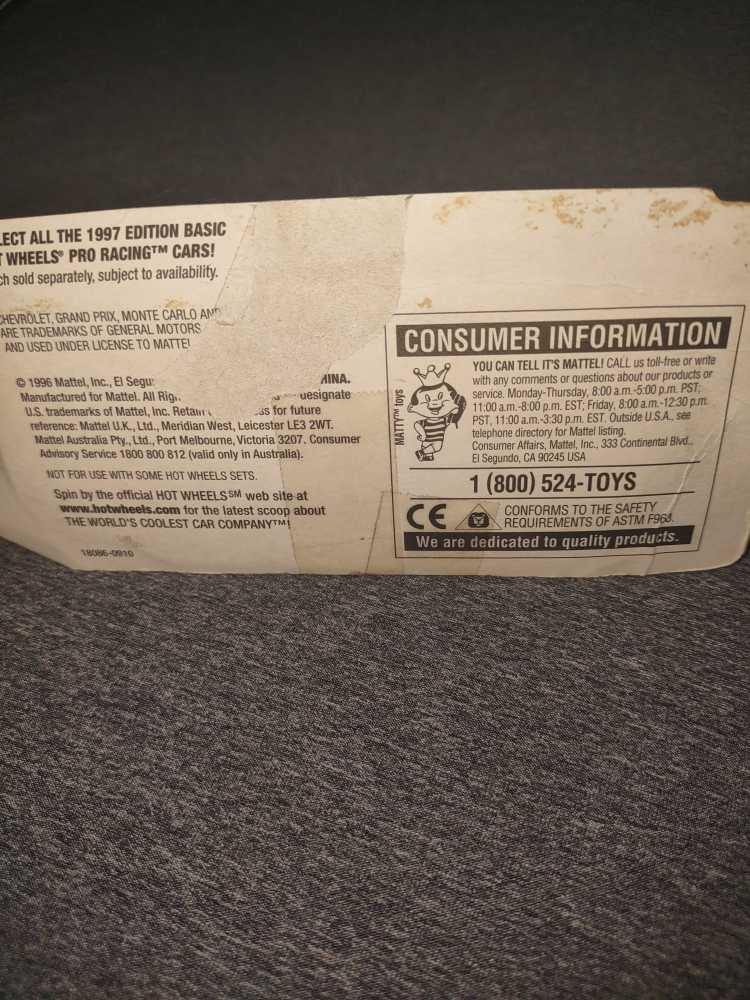 LECT ALL THE 1997 EDITION BASIC
T WHEELS® PRO RACING™ CARS!
ch sold separately, subject to availability.
CHEVROLET, GRAND PRIX, MONTE CARLO AND
ARE TRADEMARKS OF GENERAL MOTORS
AND USED UNDER LICENSE TO MATTEL
© 1996 Mattel, Inc., El Segu HINA.
Manufactured for Mattel. All Rig designate
U.S. trademarks of Mattel, Inc. Retain ss for future
reference: Mattel U.K., Ltd., Meridian West, Leicester LE3 2WT.
Mattel Australia Pty., Ltd., Port Melbourne, Victoria 3207. Consumer
Advisory Service 1800 800 812 (valid only in Australia).
NOT FOR USE WITH SOME HOT WHEELS SETS.
Spin by the official HOT WHEELS℠ web site at
www.hotwheels.com for the latest scoop about
THE WORLD'S COOLEST CAR COMPANY™!
18086-0910
CONSUMER INFORMATION
MATTY™ toys
YOU CAN TELL IT'S MATTEL! CALL us toll-free or write
with any comments or questions about our products or
service. Monday-Thursday, 8:00 a.m.-5:00 p.m. PST,
11:00 a.m.-8:00 p.m. EST; Friday, 8:00 a.m.-12:30 p.m.
PST, 11:00 a.m.-3:30 p.m. EST. Outside U.S.A., see
telephone directory for Mattel listing.
Consumer Affairs, Mattel, Inc., 333 Continental Blvd.,
El Segundo, CA 90245 USA
1 (800) 524-TOYS
CE
CONFORMS TO THE SAFETY
REQUIREMENTS OF ASTM F963.
We are dedicated to quality products.